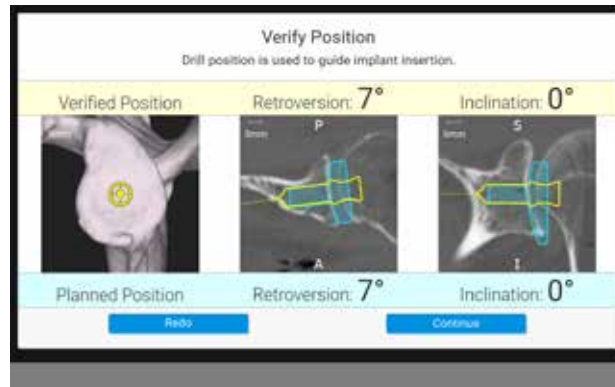 Verify Position
Drill position is used to guide implant insertion.
Verified Position Retroversion: 7° Inclination: 0°
P S
0mm
A I
Planned Position Retroversion: 7° Inclination: 0°
Redo Continue